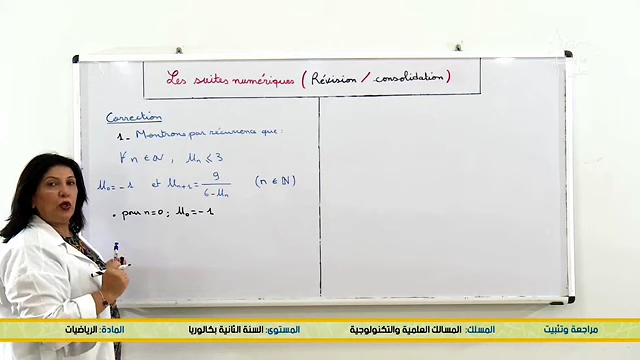 Les suites numériques ( Révision / consolidation )
Correction
1 - Montrons par récurrence que :
∀ n ∈ ℕ , Un ≤ 3
U0 = -1 et Un+1 = 9/(6-Un) (n ∈ ℕ)
• pour n=0 ; U0 = -1
مراجعة وتثبيت
المسلك: المسالك العلمية والتكنولوجية
المستوى: السنة الثانية بكالوريا
المادة: الرياضيات